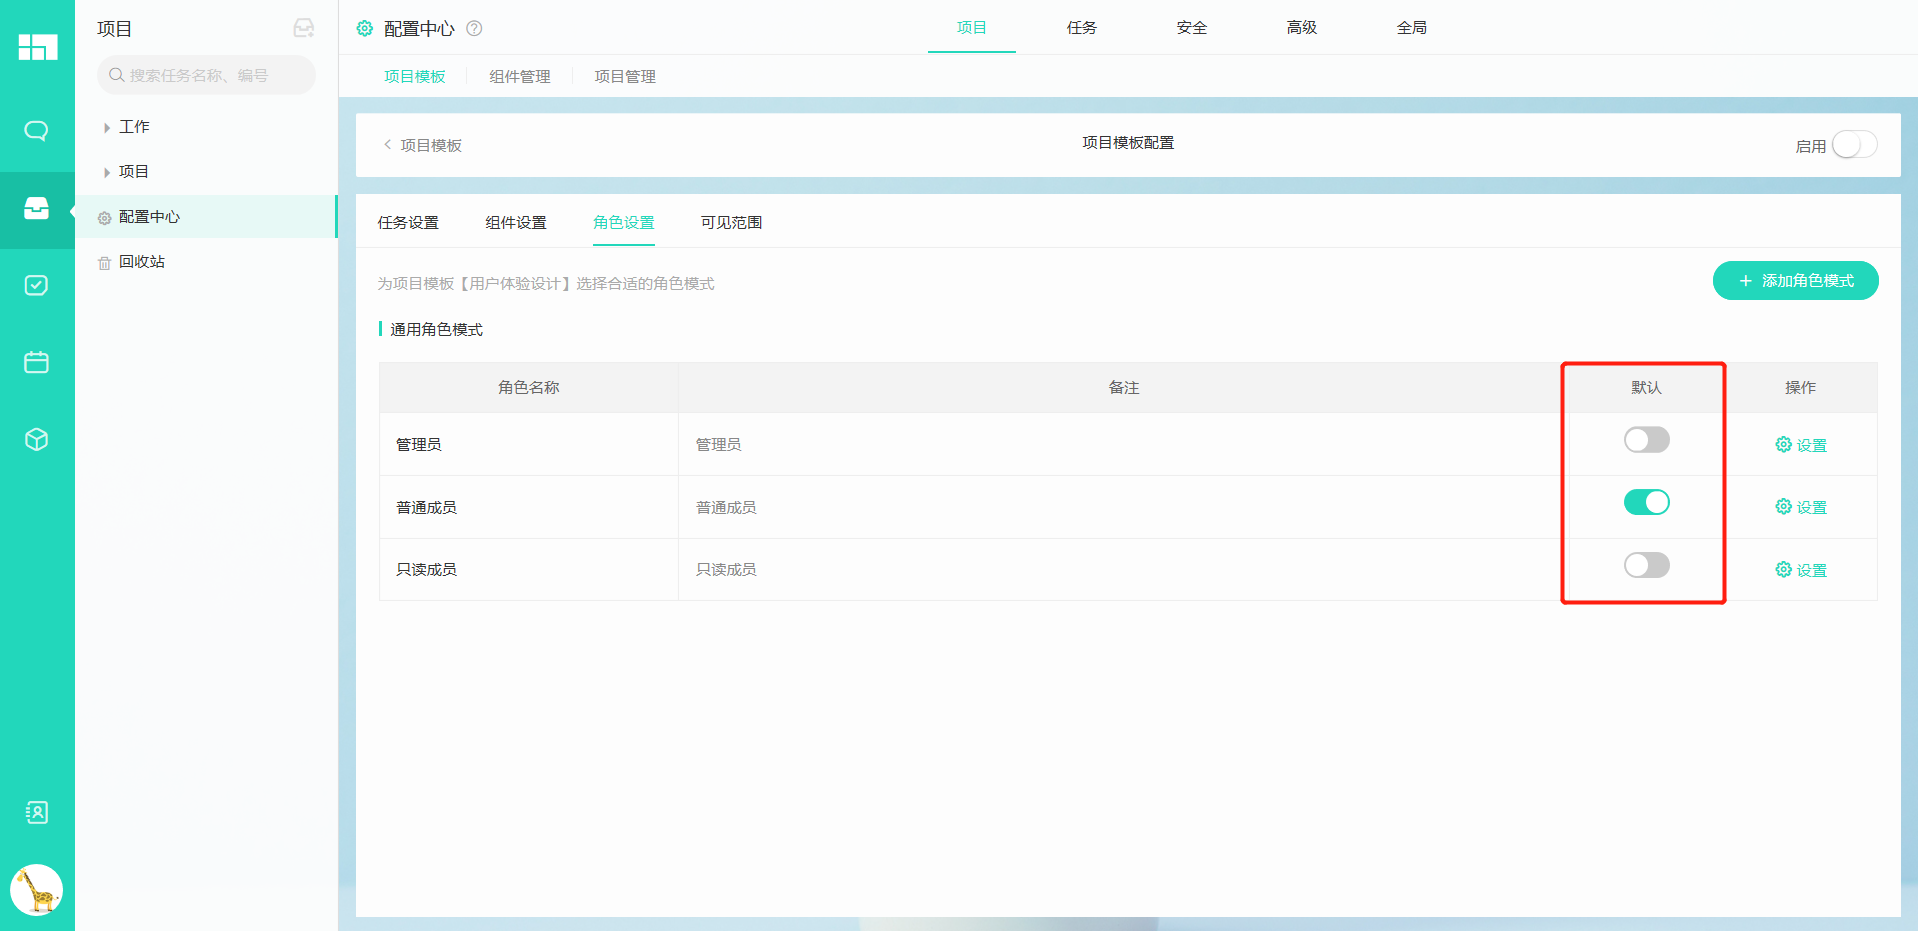 项目
搜索任务名称、编号
工作
项目
配置中心
回收站
配置中心
项目 任务 安全 高级 全局
项目模板 组件管理 项目管理
项目模板
项目模板配置
启用
任务设置 组件设置 角色设置 可见范围
为项目模板【用户体验设计】选择合适的角色模式
+ 添加角色模式
通用角色模式
角色名称 备注 默认 操作
管理员 管理员 设置
普通成员 普通成员 设置
只读成员 只读成员 设置